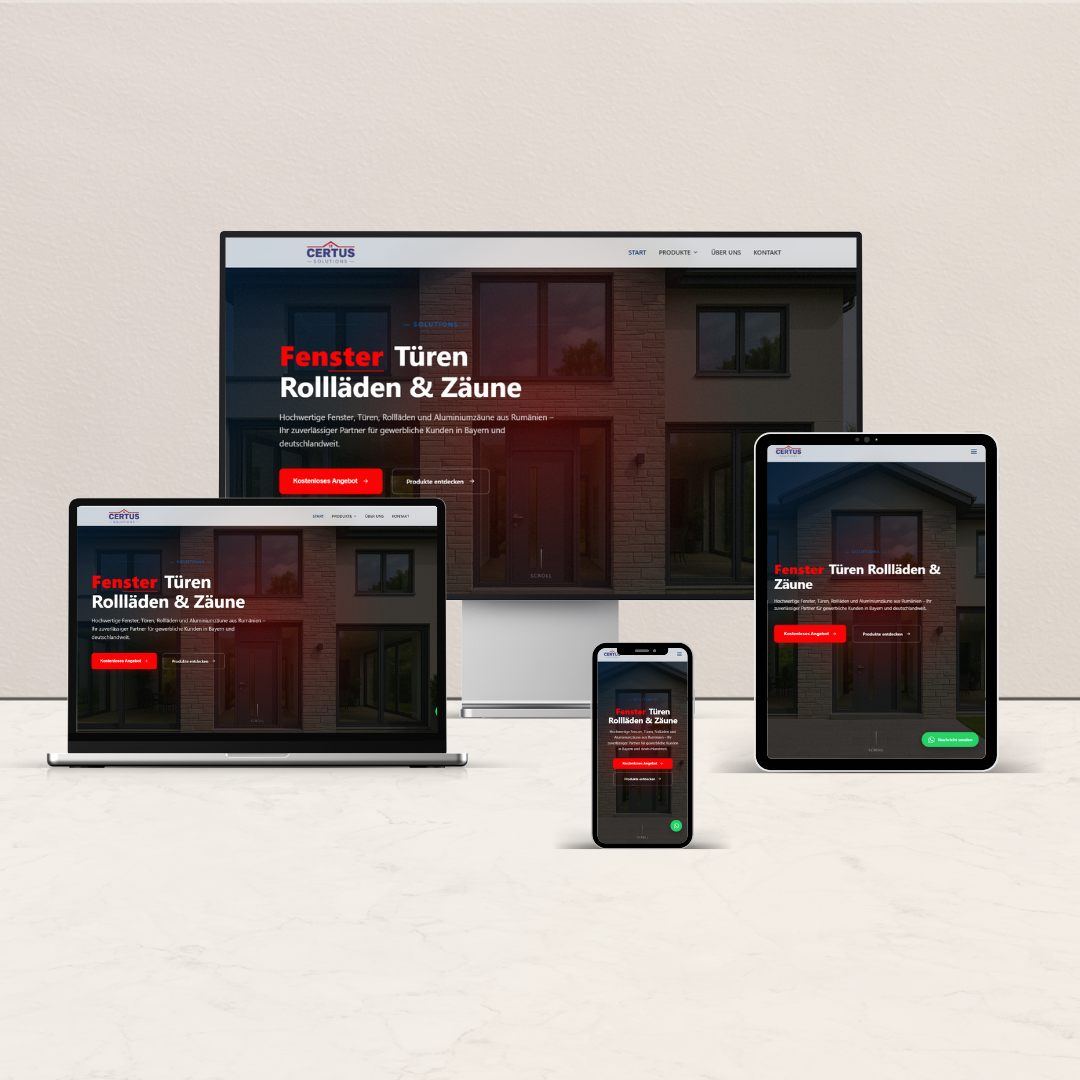 CERTUS
— SOLUTIONS —
START PRODUKTE ÜBER UNS KONTAKT
— SOLUTIONS —
Fenster Türen
Rollläden & Zäune
Hochwertige Fenster, Türen, Rollläden und Aluminiumzäune aus Rumänien –
Ihr zuverlässiger Partner für gewerbliche Kunden in Bayern und
deutschlandweit.
Kostenloses Angebot →
Produkte entdecken →
SCROLL
CERTUS
SOLUTIONS
START PRODUKTE ÜBER UNS KONTAKT
— SOLUTIONS —
Fenster Türen
Rollläden & Zäune
Hochwertige Fenster, Türen, Rollläden und Aluminiumzäune aus Rumänien –
Ihr zuverlässiger Partner für gewerbliche Kunden in Bayern und
deutschlandweit.
Kostenloses Angebot →
Produkte entdecken →
SCROLL
CERTUS
SOLUTIONS
— SOLUTIONS —
Fenster Türen Rollläden &
Zäune
Hochwertige Fenster, Türen, Rollläden und Aluminiumzäune aus Rumänien – Ihr
zuverlässiger Partner für gewerbliche Kunden in Bayern und deutschlandweit.
Kostenloses Angebot →
Produkte entdecken →
SCROLL
Nachricht senden
CERTUS
Fenster Türen
Rollläden & Zäune
Hochwertige Fenster, Türen, Rollläden und
Aluminiumzäune aus Rumänien – Ihr
zuverlässiger Partner für gewerbliche Kunden
in Bayern und deutschlandweit.
Kostenloses Angebot →
Produkte entdecken →
SCROLL